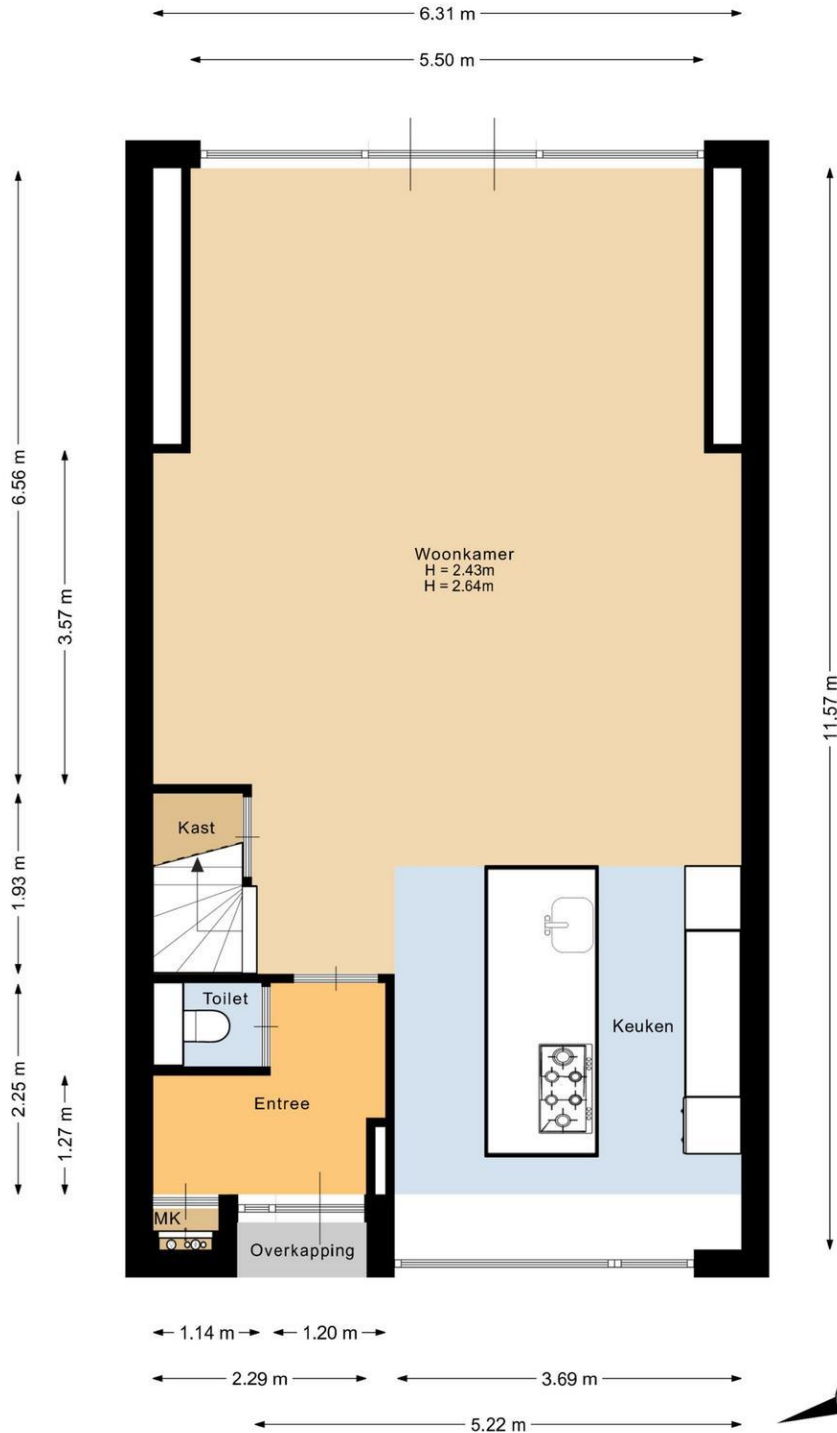 6.31 m
5.50 m
6.56 m
3.57 m
11.57 m
Woonkamer
H = 2.43m
H = 2.64m
Kast
1.93 m
Toilet
Keuken
2.25 m
Entree
1.27 m
MK
Overkapping
1.14 m
1.20 m
2.29 m
3.69 m
5.22 m